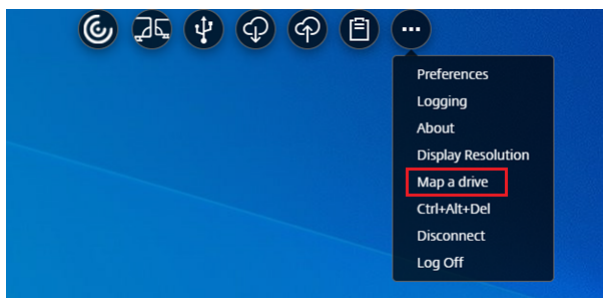 Preferences
Logging
About
Display Resolution
Map a drive
Ctrl+Alt+Del
Disconnect
Log Off